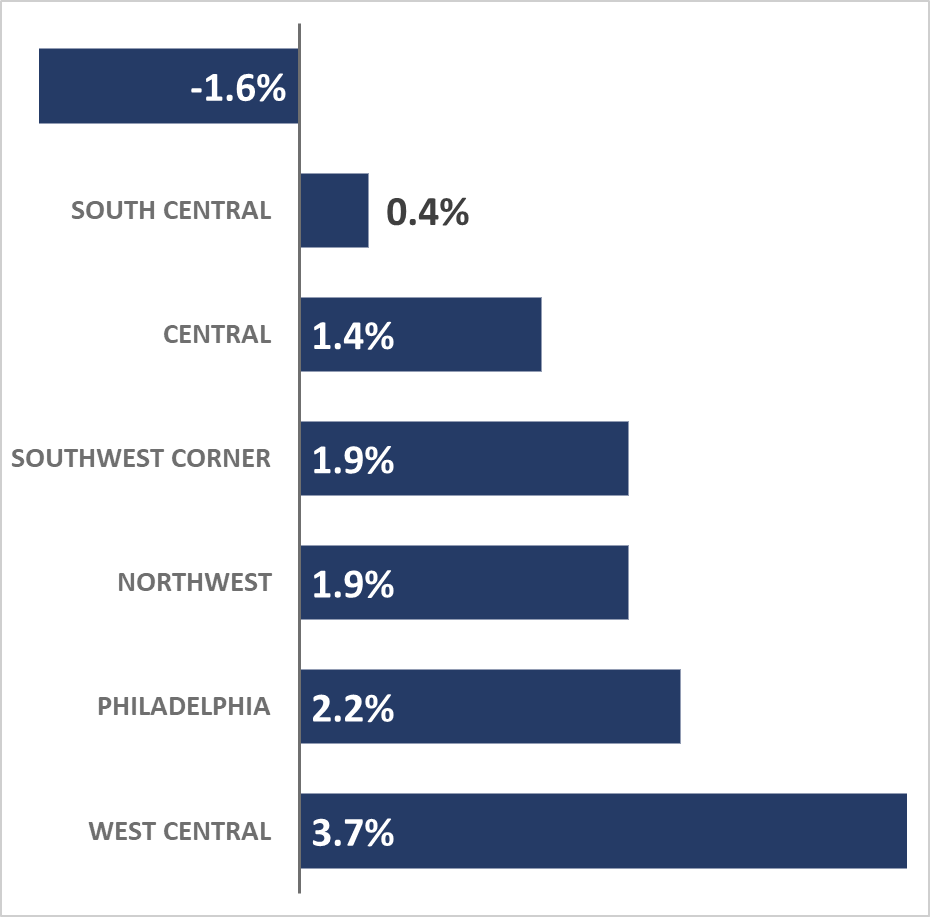 -1.6%
SOUTH CENTRAL 0.4%
CENTRAL 1.4%
SOUTHWEST CORNER 1.9%
NORTHWEST 1.9%
PHILADELPHIA 2.2%
WEST CENTRAL 3.7%